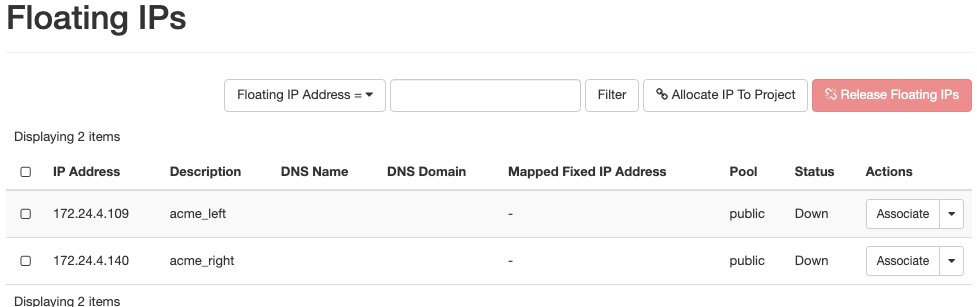 Floating IPs
Floating IP Address = Filter Allocate IP To Project Release Floating IPs
Displaying 2 items
IP Address Description DNS Name DNS Domain Mapped Fixed IP Address Pool Status Actions
172.24.4.109 acme_left - public Down Associate
172.24.4.140 acme_right - public Down Associate
Displaying 2 items